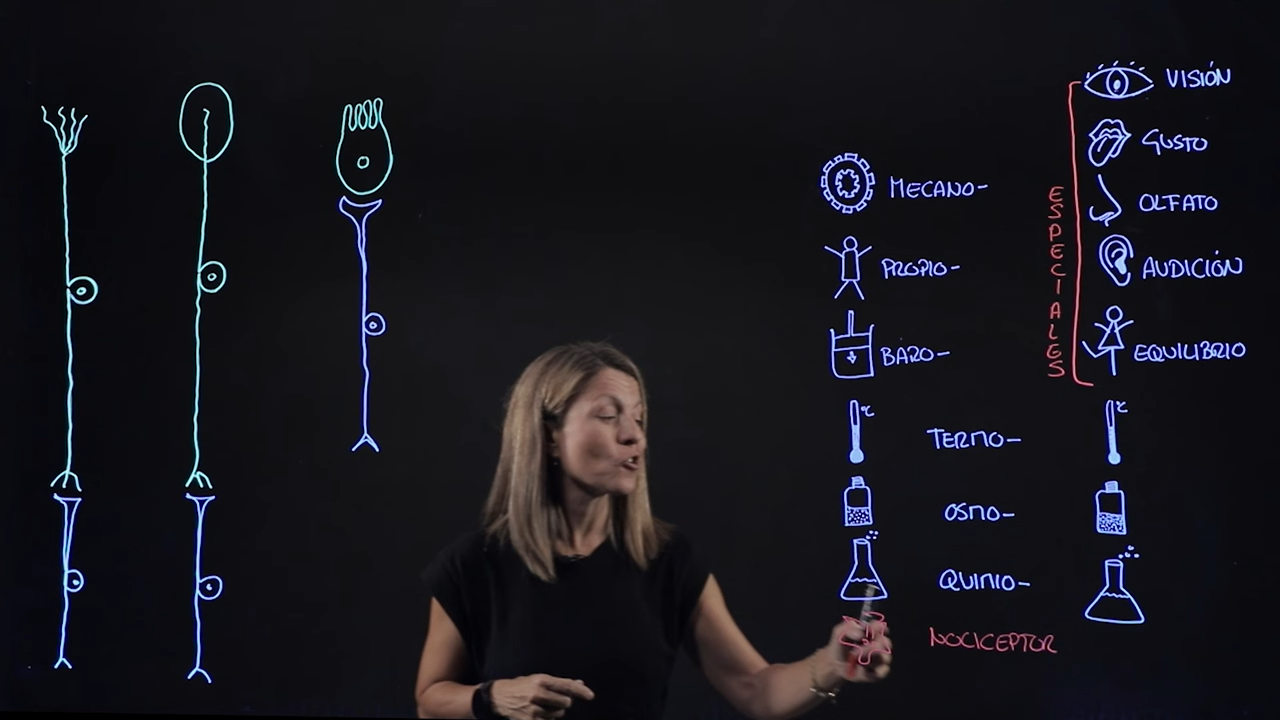 MECANO-
PROPIO-
BARO-
TERMO-
OSMO-
QUIMIO-
NOCICEPTOR
ESPECIALES
VISIÓN
GUSTO
OLFATO
AUDICIÓN
EQUILIBRIO
°C
°C